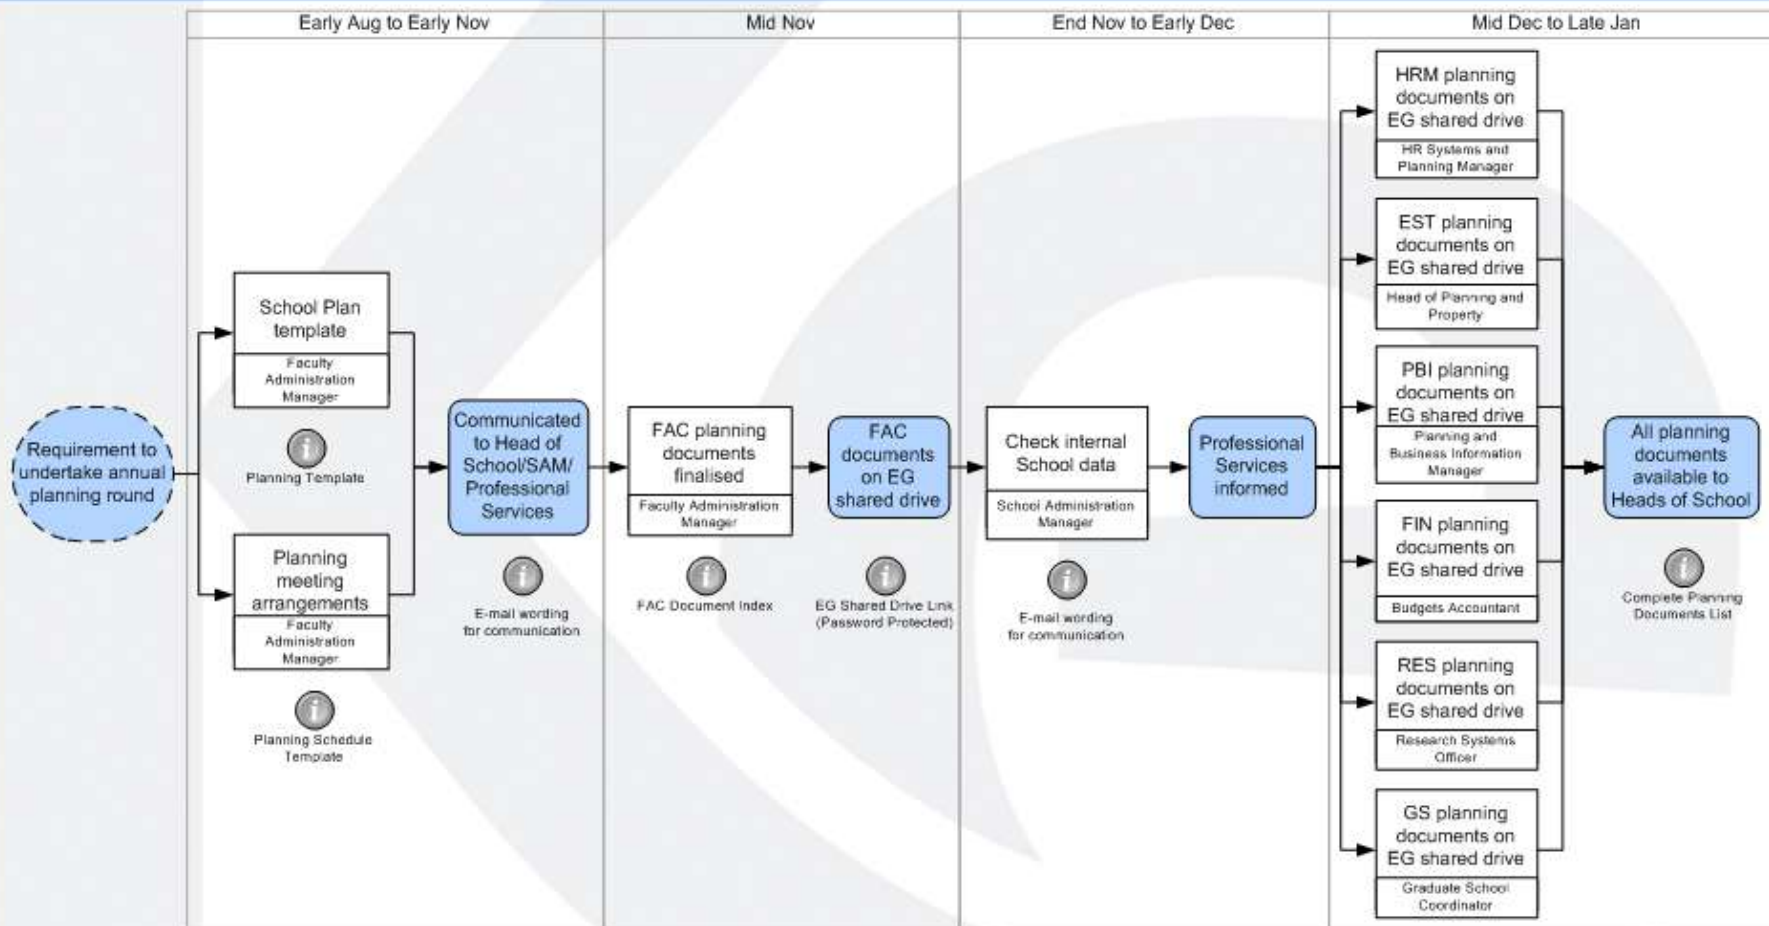 Early Aug to Early Nov
Mid Nov
End Nov to Early Dec
Mid Dec to Late Jan
Requirement to
undertake annual
planning round
School Plan
template
Faculty
Administration
Manager
Planning Template
Planning
meeting
arrangements
Faculty
Administration
Manager
Planning Schedule
Template
Communicated
to Head of
School/SAM/
Professional
Services
E-mail wording
for communication
FAC planning
documents
finalised
Faculty Administration
Manager
FAC Document Index
FAC
documents
on EG
shared drive
EG Shared Drive Link
(Password Protected)
Check internal
School data
School Administration
Manager
E-mail wording
for communication
Professional
Services
informed
HRM planning
documents on
EG shared drive
HR Systems and
Planning Manager
EST planning
documents on
EG shared drive
Head of Planning and
Property
PBI planning
documents on
EG shared drive
Planning and
Business Information
Manager
FIN planning
documents on
EG shared drive
Budgets Accountant
RES planning
documents on
EG shared drive
Research Systems
Officer
GS planning
documents on
EG shared drive
Graduate School
Coordinator
All planning
documents
available to
Heads of School
Complete Planning
Documents List